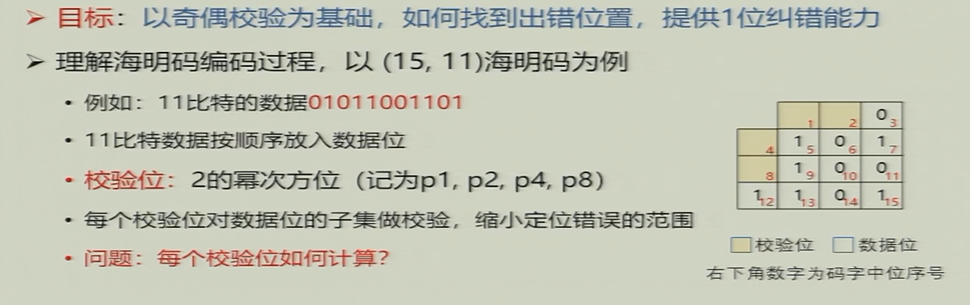 ➤ 目标：以奇偶校验为基础，如何找到出错位置，提供1位纠错能力
➤ 理解海明码编码过程，以 (15, 11)海明码为例
• 例如：11比特的数据01011001101
• 11比特数据按顺序放入数据位
• 校验位：2的幂次方位（记为p1, p2, p4, p8）
• 每个校验位对数据位的子集做校验，缩小定位错误的范围
• 问题：每个校验位如何计算？
1 2 0 3
4 1 5 0 6 1 7
8 1 9 0 10 0 11
1 12 1 13 0 14 1 15
校验位 数据位
右下角数字为码字中位序号